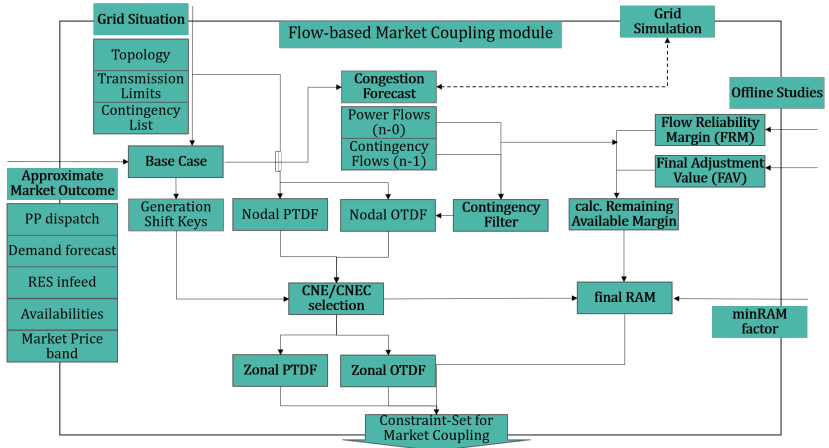 Grid Situation
Topology
Transmission
Limits
Contingency
List
Flow-based Market Coupling module
Grid
Simulation
Congestion
Forecast
Power Flows
(n-0)
Contingency
Flows (n-1)
Offline Studies
Flow Reliability
Margin (FRM)
Final Adjustment
Value (FAV)
Base Case
Approximate
Market Outcome
PP dispatch
Demand forecast
RES infeed
Availabilities
Market Price
band
Generation
Shift Keys
Nodal PTDF
Nodal OTDF
Contingency
Filter
calc. Remaining
Available Margin
CNE/CNEC
selection
final RAM
minRAM
factor
Zonal PTDF
Zonal OTDF
Constraint-Set for
Market Coupling